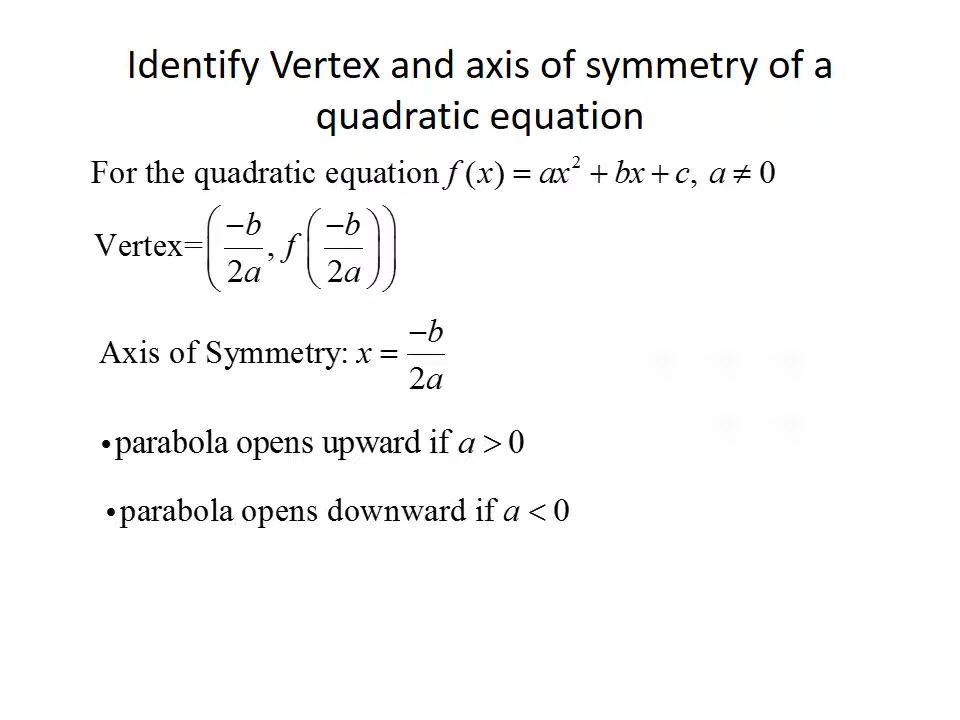 Identify Vertex and axis of symmetry of a
quadratic equation
For the quadratic equation f(x) = ax² + bx + c, a ≠ 0
Vertex=(−b/2a, f(−b/2a))
Axis of Symmetry: x = −b/2a
•parabola opens upward if a > 0
•parabola opens downward if a < 0